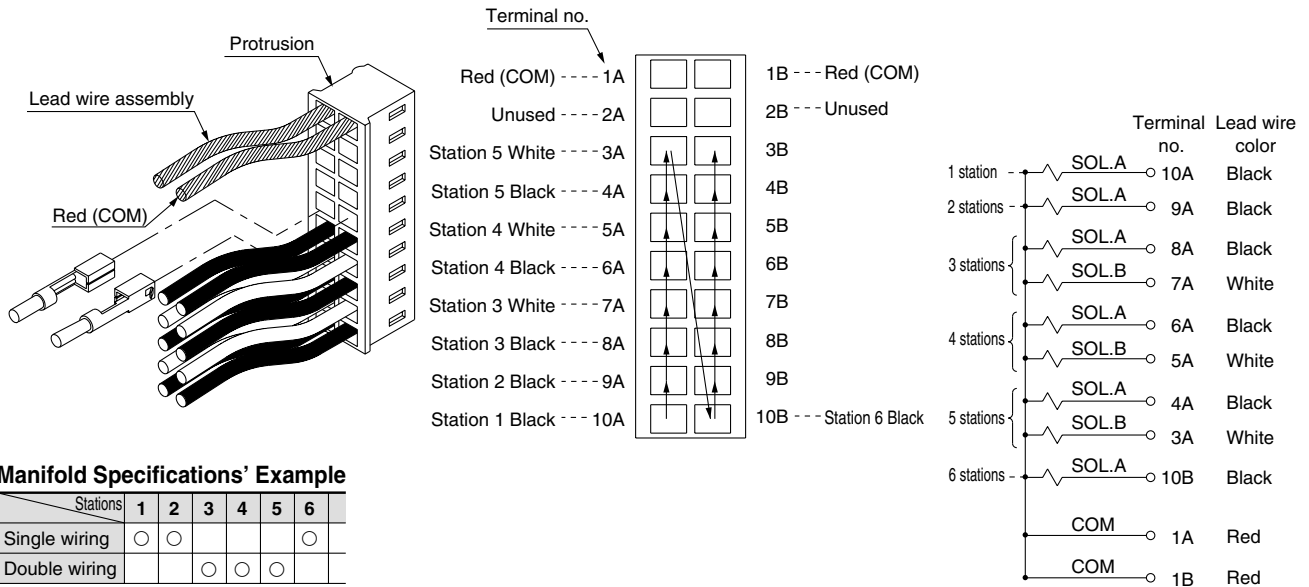 Terminal no.
Protrusion
Lead wire assembly
Red (COM)
Red (COM) ---- 1A
Unused ---- 2A
Station 5 White ---- 3A
Station 5 Black ---- 4A
Station 4 White ---- 5A
Station 4 Black ---- 6A
Station 3 White ---- 7A
Station 3 Black ---- 8A
Station 2 Black ---- 9A
Station 1 Black --- 10A
1B --- Red (COM)
2B --- Unused
3B
4B
5B
6B
7B
8B
9B
10B --- Station 6 Black
Terminal no. Lead wire color
1 station SOL.A 10A Black
2 stations SOL.A 9A Black
3 stations SOL.A 8A Black
SOL.B 7A White
4 stations SOL.A 6A Black
SOL.B 5A White
5 stations SOL.A 4A Black
SOL.B 3A White
6 stations SOL.A 10B Black
COM 1A Red
COM 1B Red
Manifold Specifications' Example
Stations 1 2 3 4 5 6
Single wiring ○ ○ ○
Double wiring ○ ○ ○